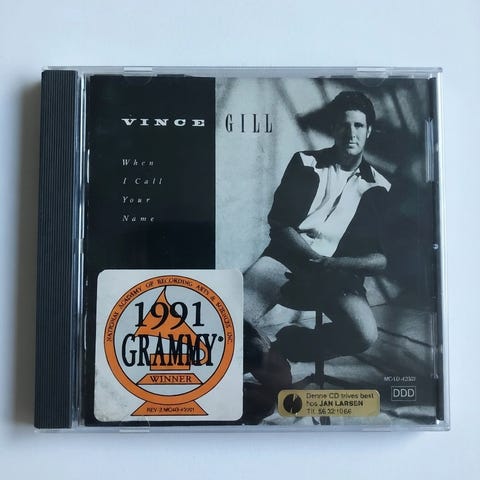 VINCE GILL
When
I Call
Your
Name
NATIONAL ACADEMY OF RECORDING ARTS & SCIENCES, INC.
1991
GRAMMY®
WINNER
DDD
Denne CD trives best
hos JAN LARSEN